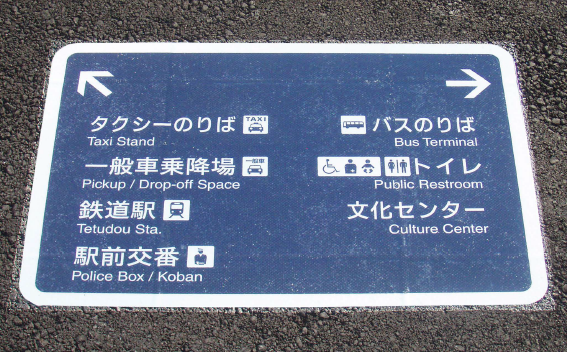 タクシーのりば TAXI
Taxi Stand
一般車乗降場 一般車
Pickup / Drop-off Space
鉄道駅
Tetudou Sta.
駅前交番
Police Box / Koban
バスのりば
Bus Terminal
トイレ
Public Restroom
文化センター
Culture Center